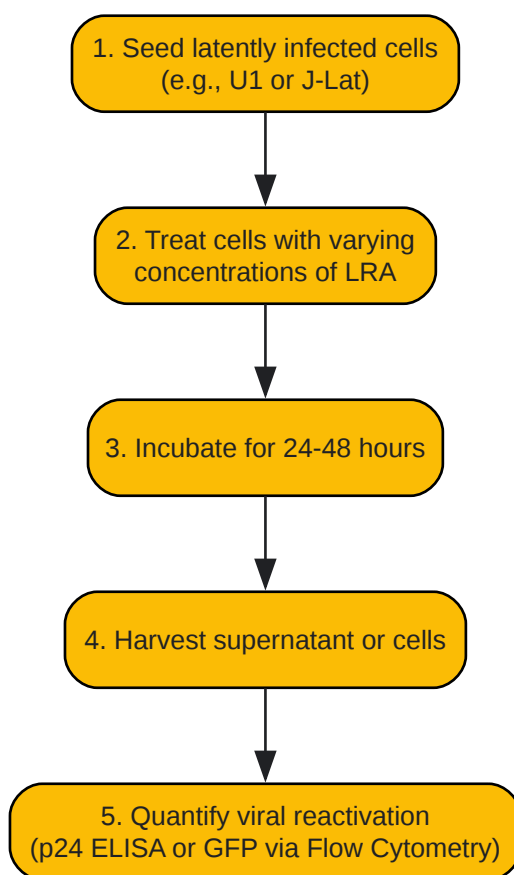 1. Seed latently infected cells
(e.g., U1 or J-Lat)
2. Treat cells with varying
concentrations of LRA
3. Incubate for 24-48 hours
4. Harvest supernatant or cells
5. Quantify viral reactivation
(p24 ELISA or GFP via Flow Cytometry)